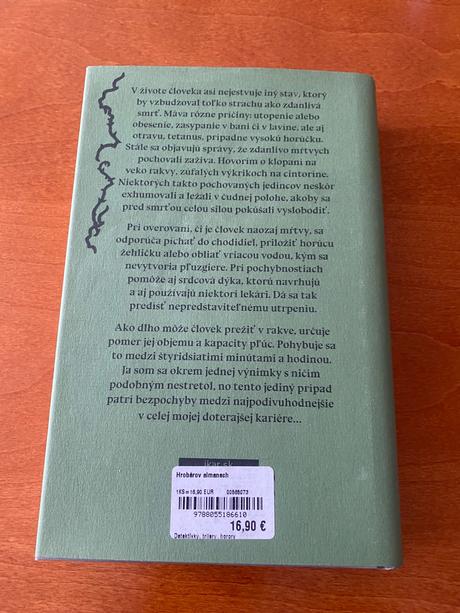 V živote človeka asi nejestvuje iný stav, ktorý
by vzbudzoval toľko strachu ako zdanlivá
smrť. Máva rôzne príčiny: utopenie alebo
obesenie, zasypanie v bani či v lavíne, ale aj
otravu, tetanus, prípadne vysokú horúčku.
Stále sa objavujú správy, že zdanlivo mŕtvych
pochovali zaživa. Hovorím o klopaní na
veko rakvy, zúfalých výkrikoch na cintoríne.
Niektorých takto pochovaných jedincov neskôr
exhumovali a ležali v čudnej polohe, akoby sa
pred smrťou celou silou pokúšali vyslobodiť.
Pri overovaní, či je človek naozaj mŕtvy, sa
odporúča pichať do chodidiel, priložiť horúcu
žehličku alebo obliať vriacou vodou, kým sa
nevytvoria pľuzgiere. Pri pochybnostiach
pomôže aj srdcová dýka, ktorú navrhujú
a aj používajú niektorí lekári. Dá sa tak
predísť nepredstaviteľnému utrpeniu.
Ako dlho môže človek prežiť v rakve, určuje
pomer jej objemu a kapacity pľúc. Pohybuje sa
to medzi štyridsiatimi minútami a hodinou.
Ja som sa okrem jednej výnimky s ničím
podobným nestretol, no tento jediný prípad
patrí bezpochyby medzi najpodivuhodnejšie
v celej mojej doterajšej kariére...
ikar.sk
Hrobárov almanach
1KS = 16,90 EUR
9788055186610
16,90 €
Detektívky, trilery, horory